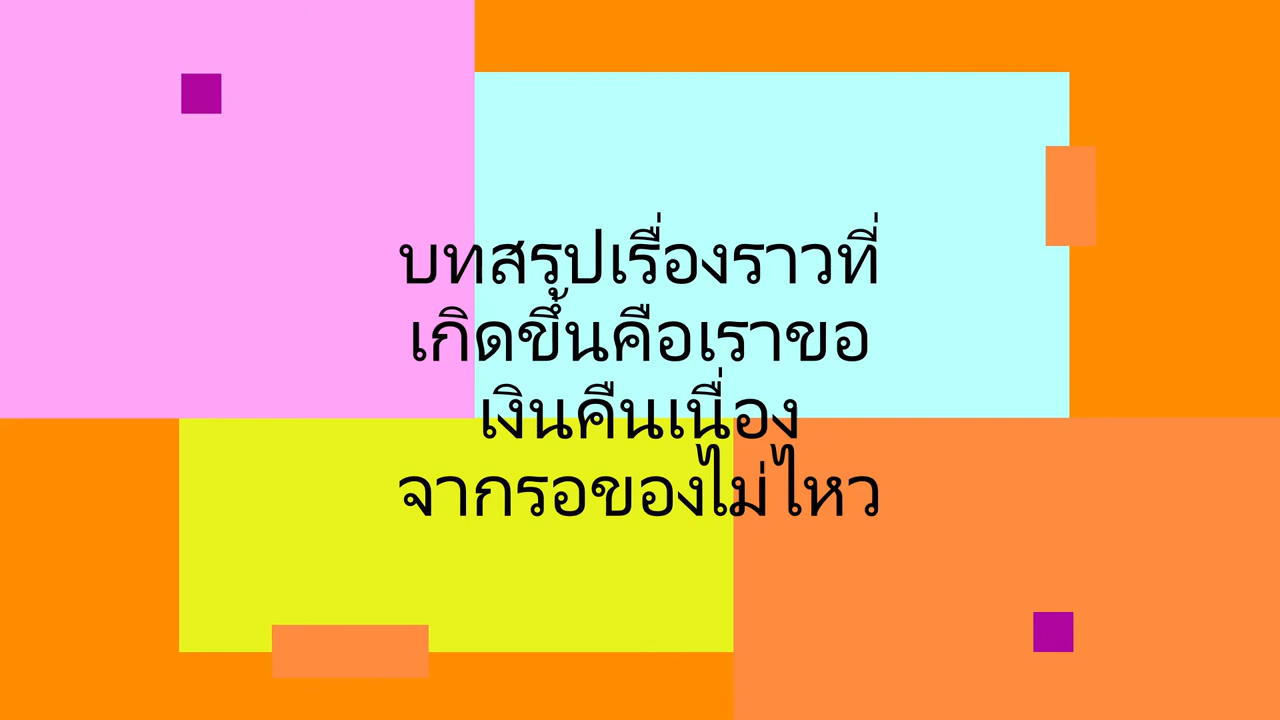 บทสรุปเรื่องราวที่
เกิดขึ้นคือเราขอ
เงินคืนเนื่อง
จากรอของไม่ไหว